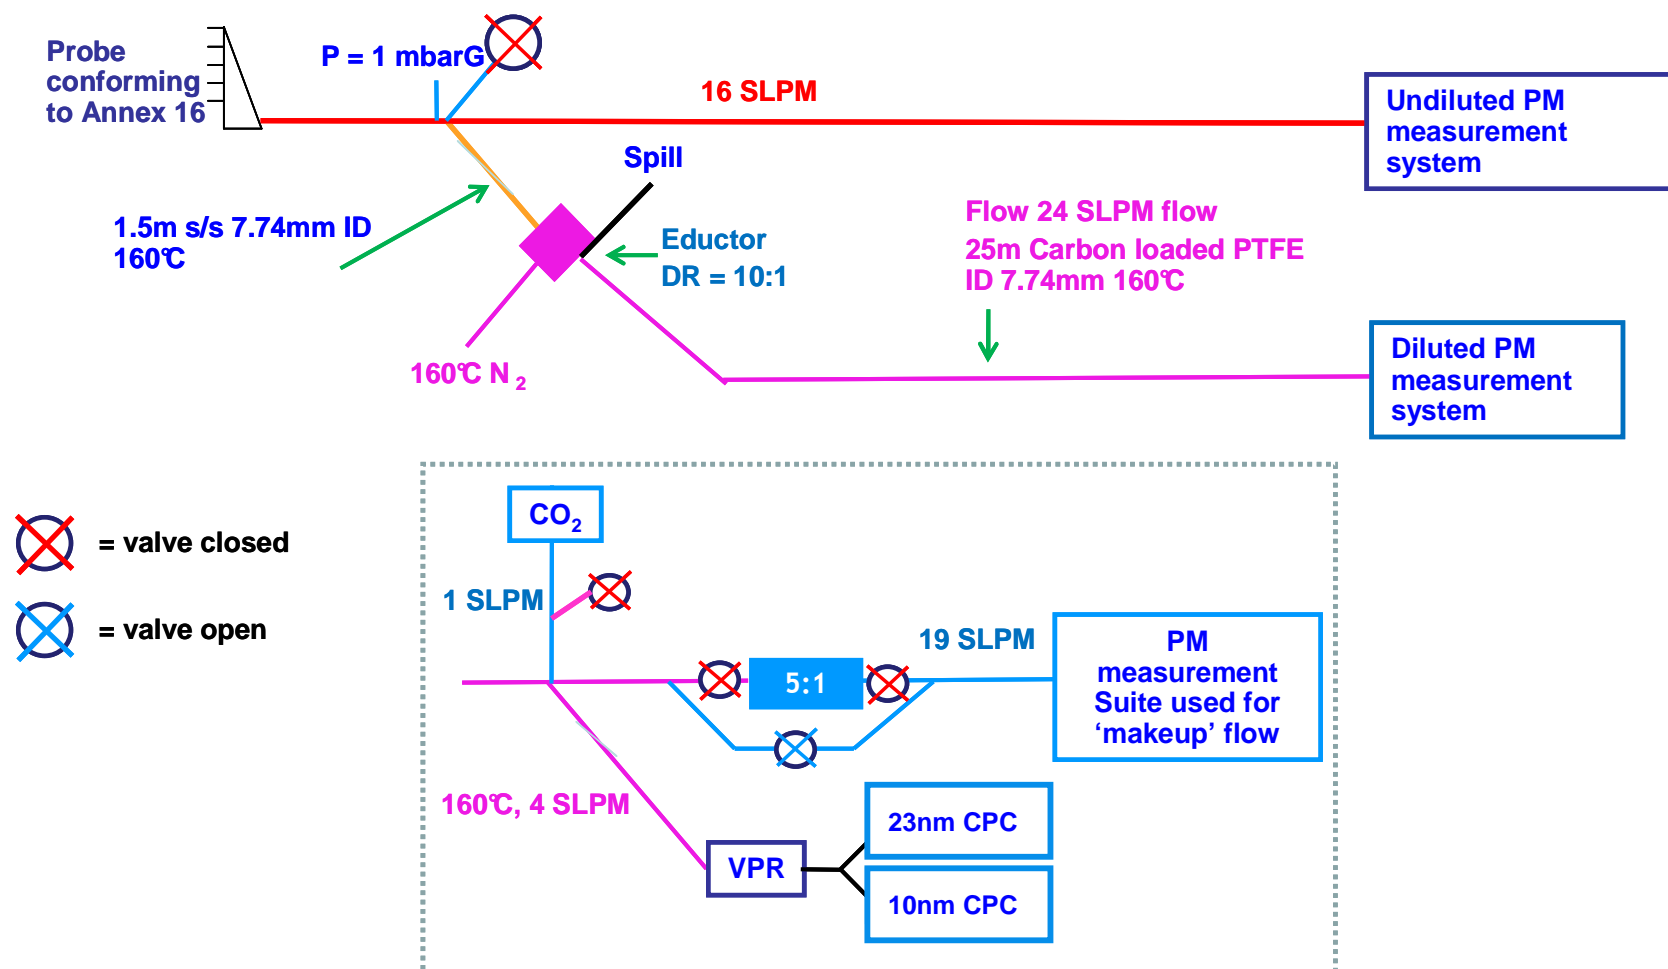 Probe
conforming
to Annex 16
P = 1 mbarG
16 SLPM
Undiluted PM
measurement
system
Spill
1.5m s/s 7.74mm ID
160°C
Eductor
DR = 10:1
Flow 24 SLPM flow
25m Carbon loaded PTFE
ID 7.74mm 160°C
160°C N2
Diluted PM
measurement
system
= valve closed
= valve open
CO2
1 SLPM
19 SLPM
5:1
PM
measurement
Suite used for
‘makeup’ flow
160°C, 4 SLPM
VPR
23nm CPC
10nm CPC